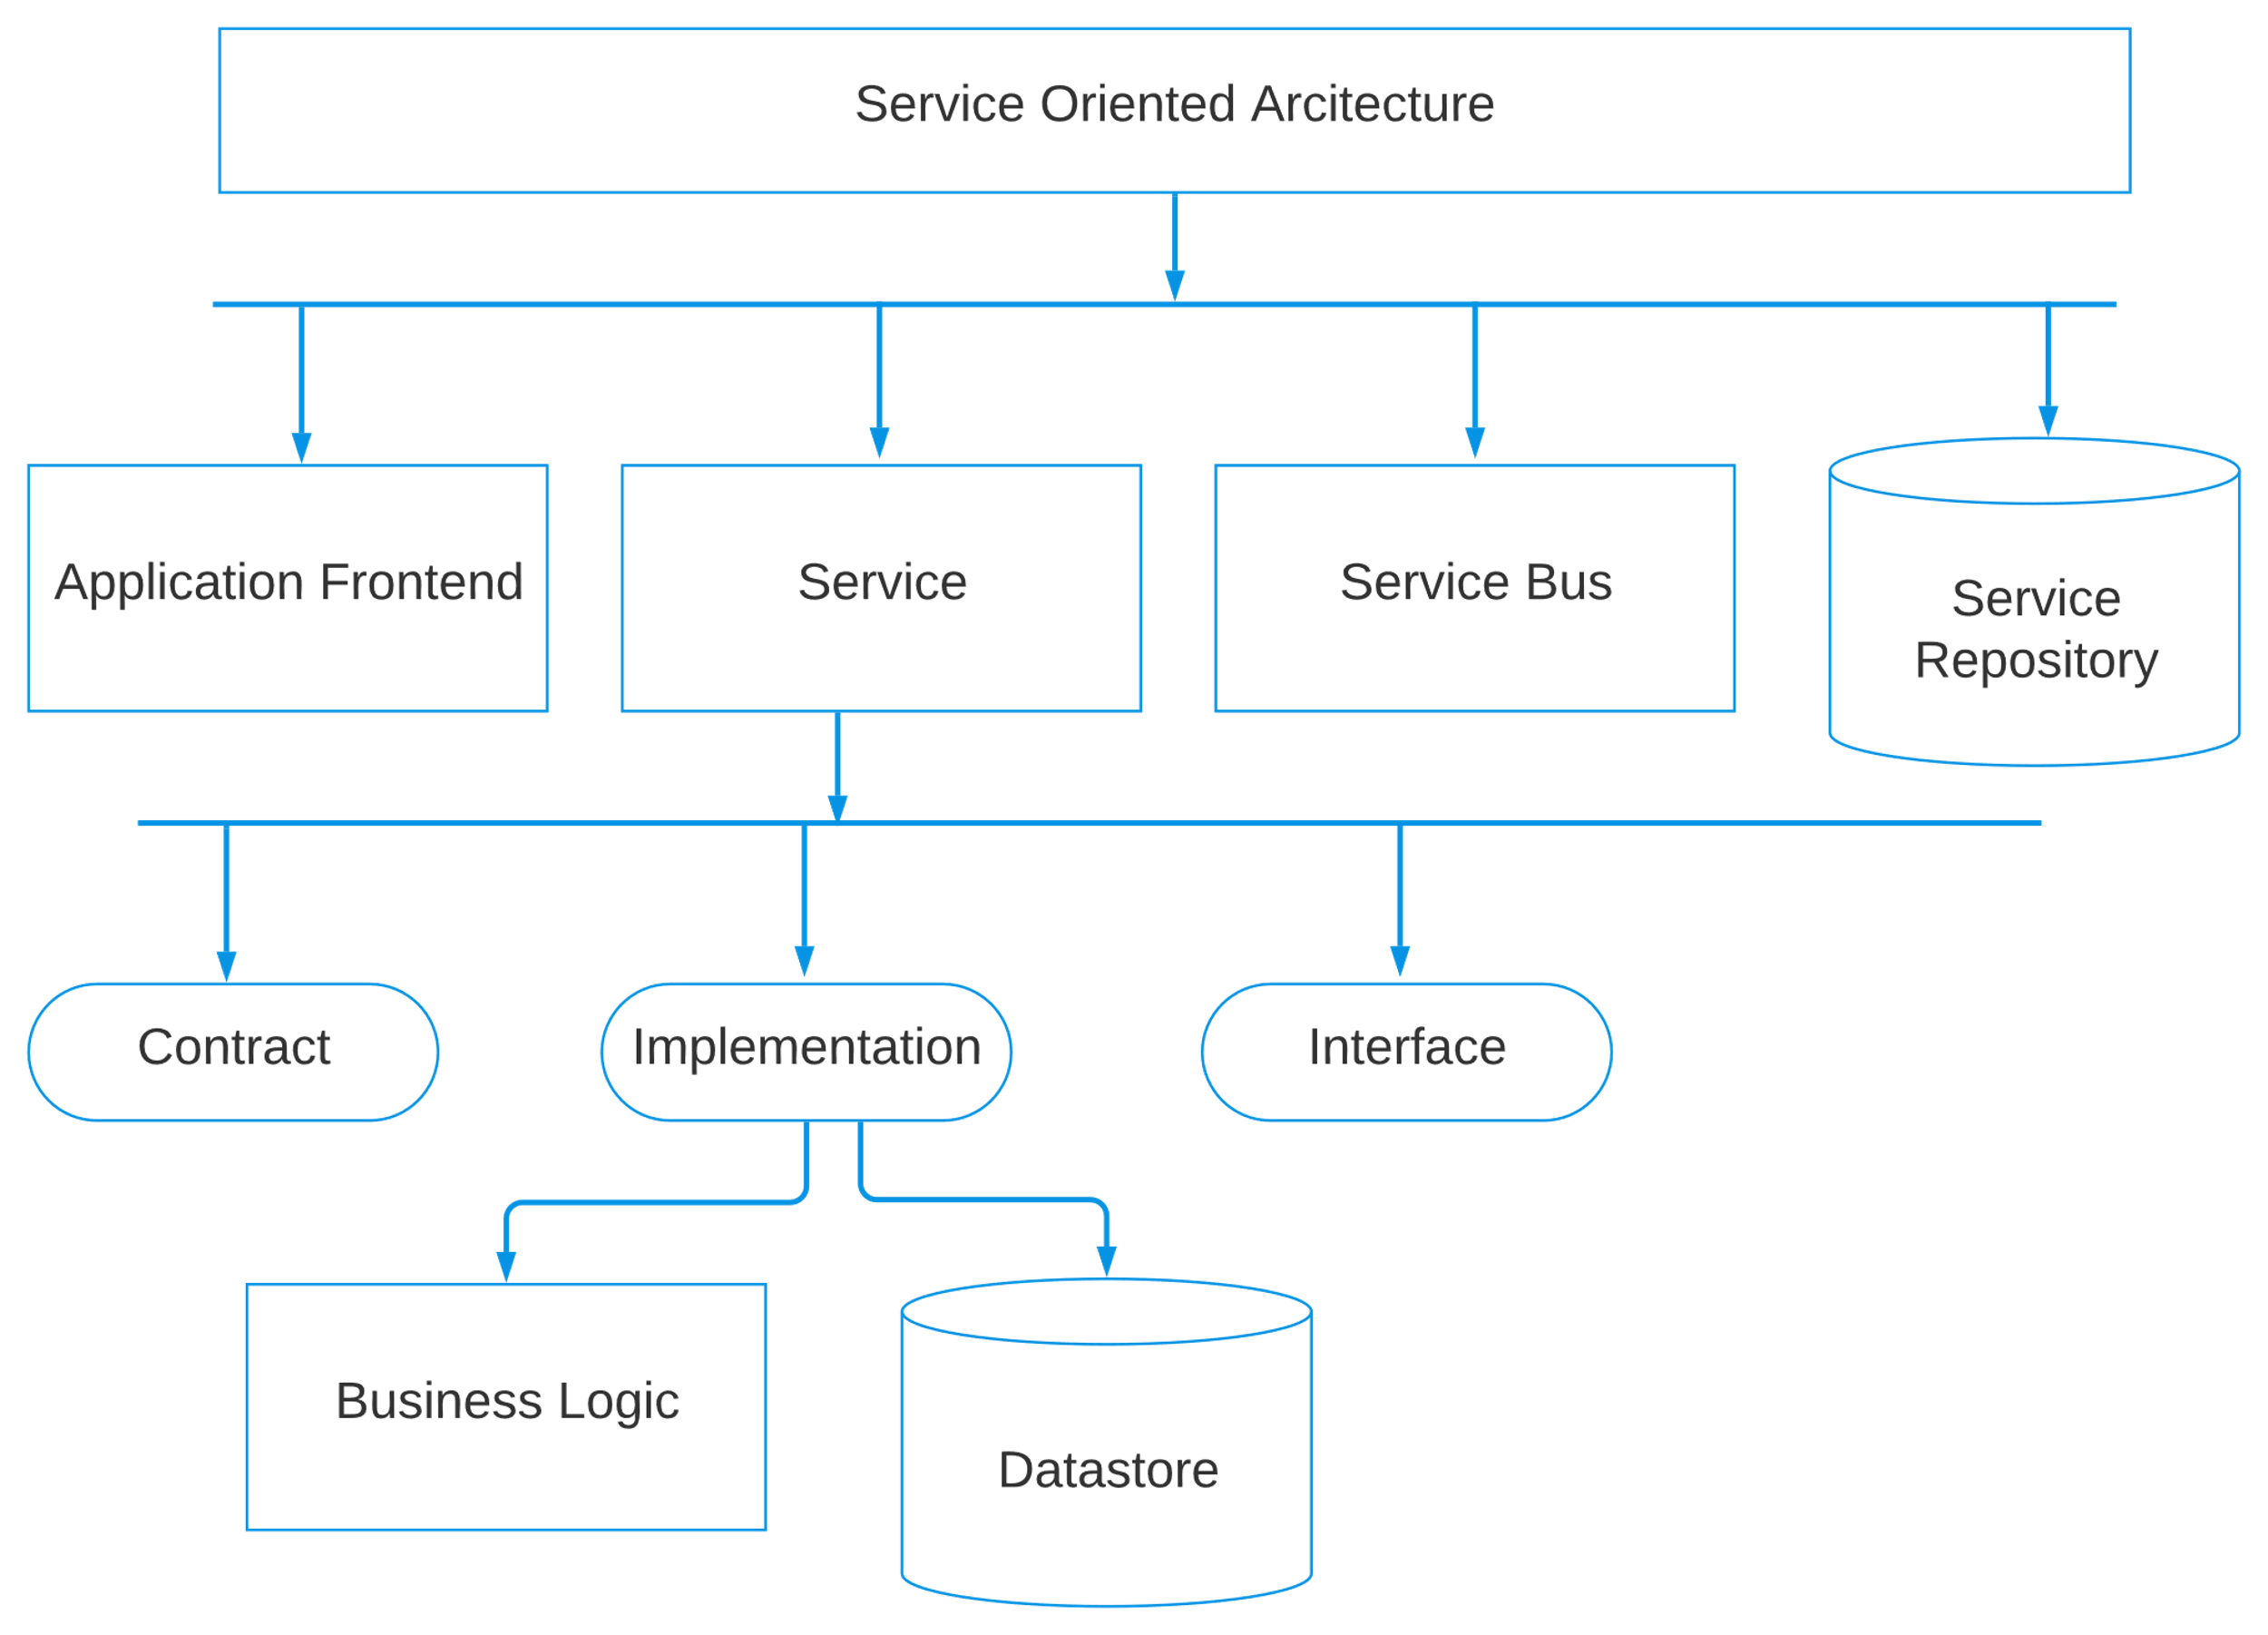 Service Oriented Arcitecture
Application Frontend
Service
Service Bus
Service
Repository
Contract
Implementation
Interface
Business Logic
Datastore